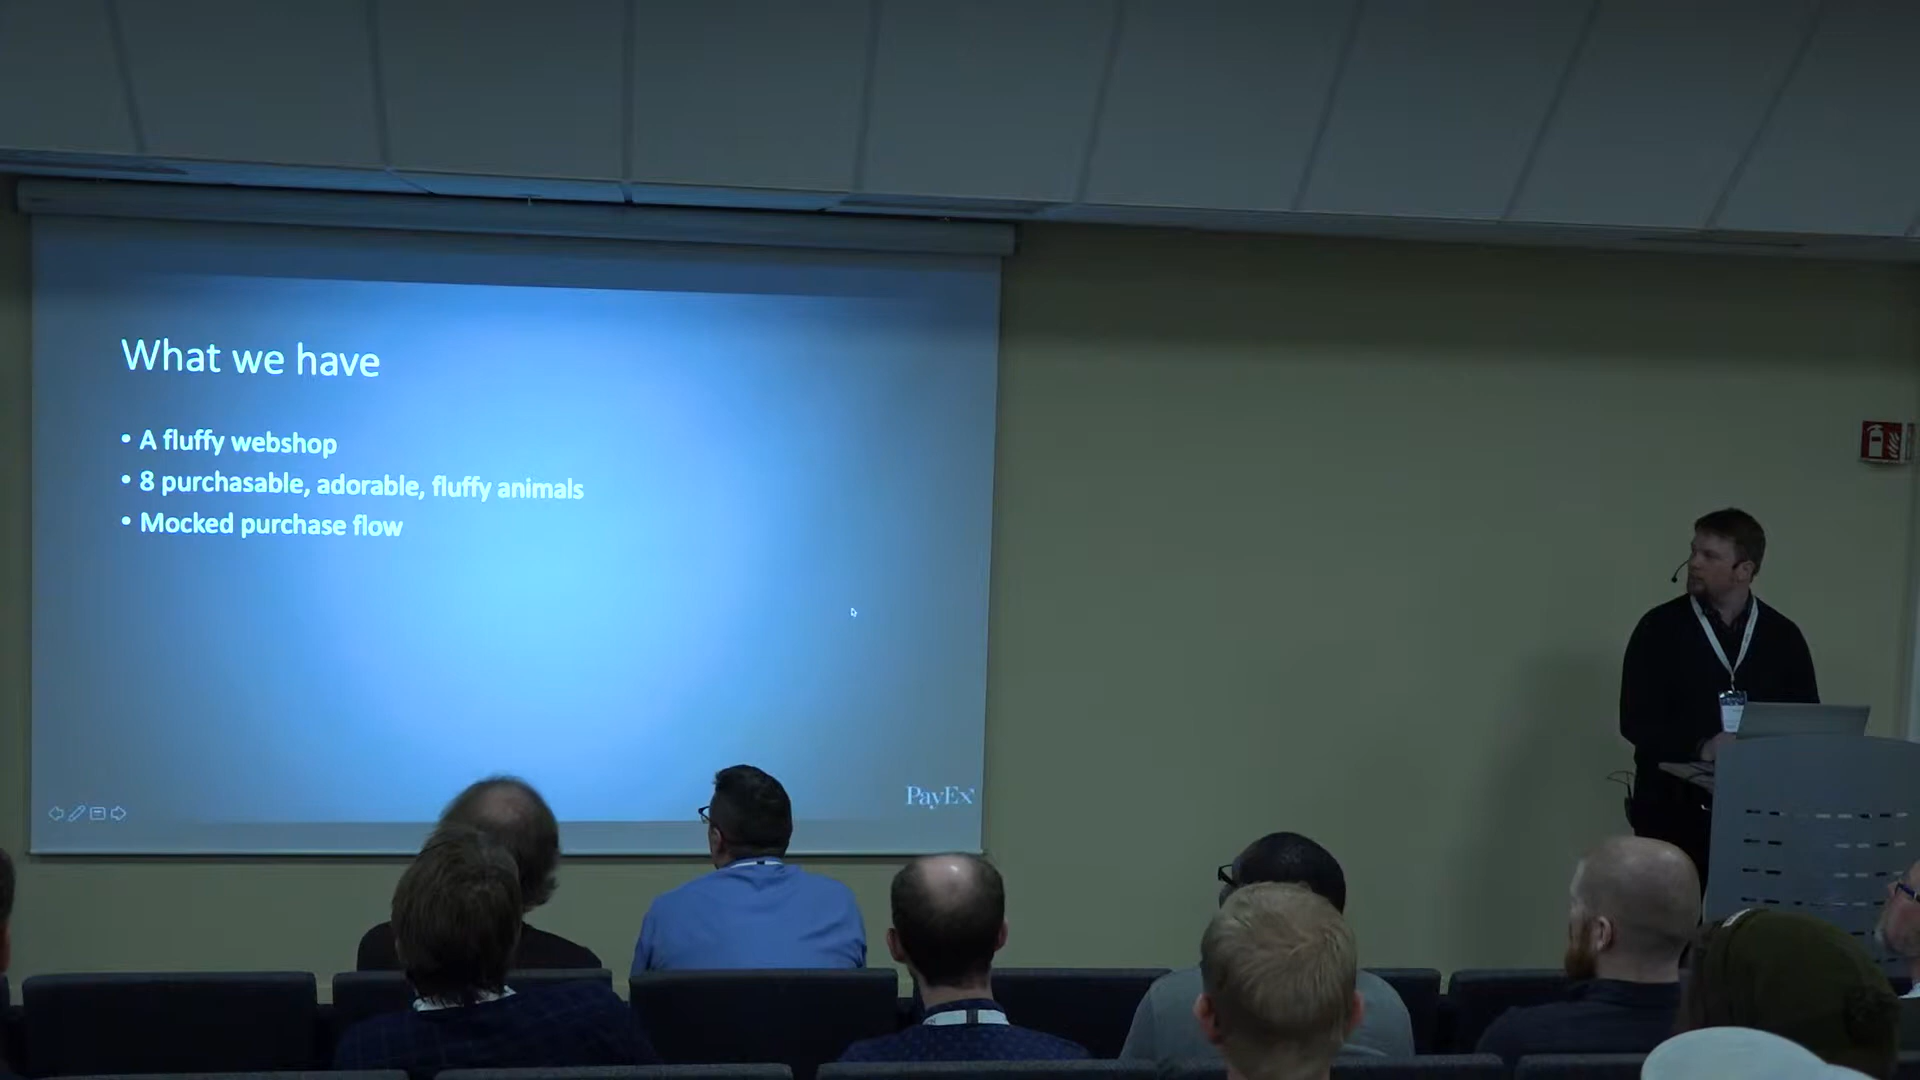 What we have
• A fluffy webshop
• 8 purchasable, adorable, fluffy animals
• Mocked purchase flow
PayEx